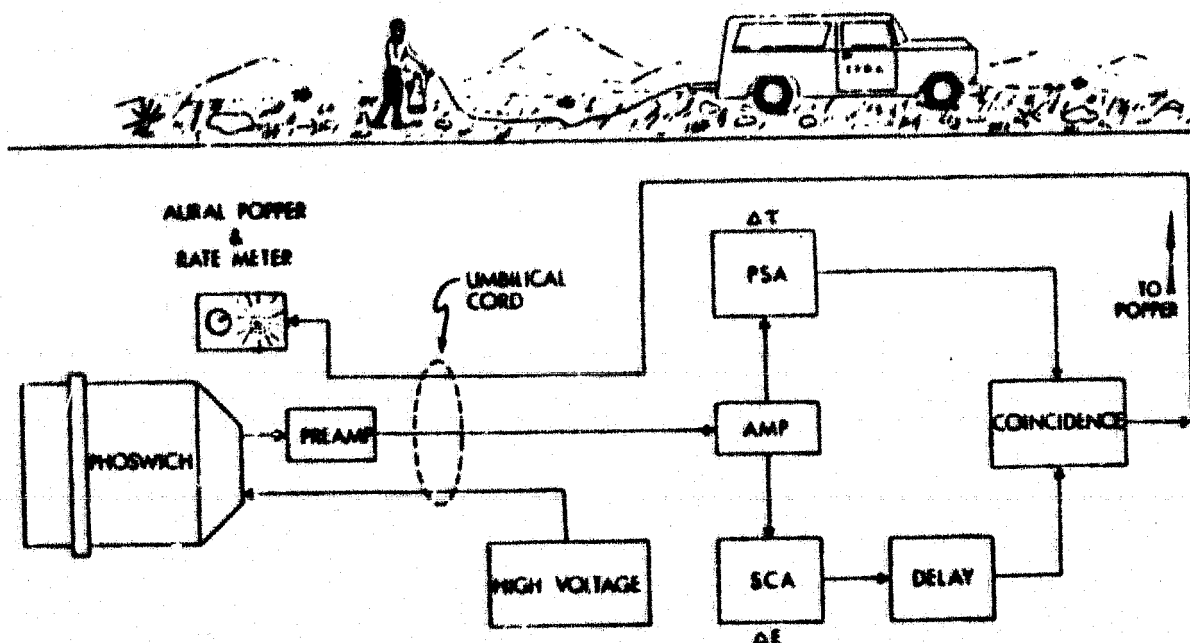 AURAL POPPER
&
RATE METER
UMBILICAL
CORD
ΔT
PSA
TO
POPPER
PHOSWICH
PREAMP
AMP
COINCIDENCE
HIGH VOLTAGE
SCA
DELAY
ΔE